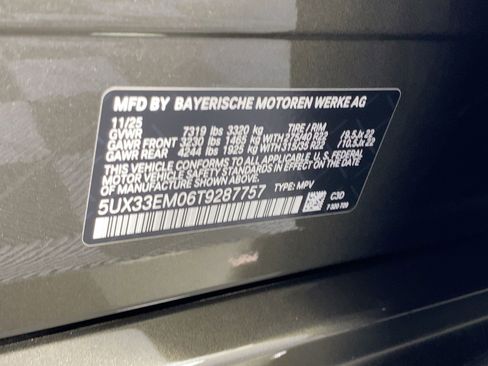 MFD BY BAYERISCHE MOTOREN WERKE AG
11/25
GVWR 7319 lbs 3320 kg TIRE / RIM
GAWR FRONT 3230 lbs 1465 kg WITH 275/40 R22 /9.5Jx22
GAWR REAR 4244 lbs 1925 kg WITH 315/35 R22 /10.5Jx22
THIS VEHICLE CONFORMS TO ALL APPLICABLE FEDERAL
MOTOR VEHICLE SAFETY STANDARDS IN EFFECT ON THE
DATE OF MANUFACTURE SHOWN ABOVE.
5UX33EM06T9287757 TYPE: MPV C3D